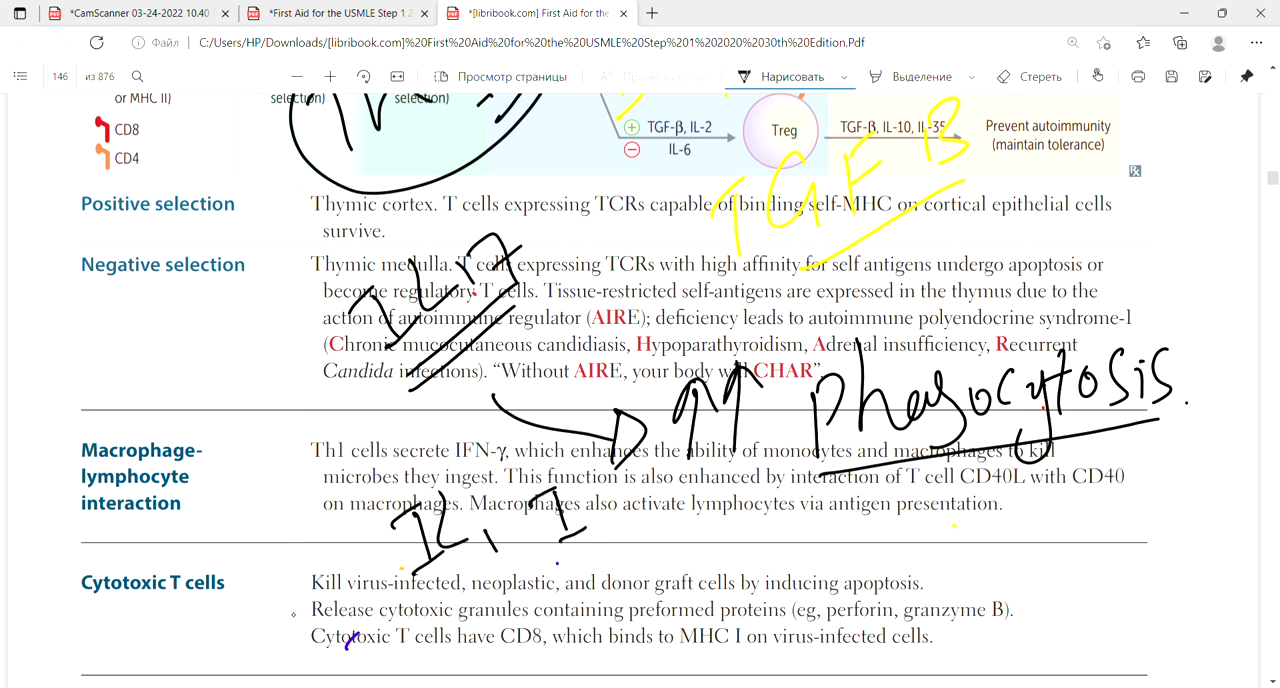 *CamScanner 03-24-2022 10.40
*First Aid for the USMLE Step 1 2
*[libribook.com] First Aid for the
Файл C:/Users/HP/Downloads/[libribook.com]%20First%20Aid%20for%20the%20USMLE%20Step%201%202020%2030th%20Edition.Pdf
146 из 876 Просмотр страницы Прочесть вслух Нарисовать Выделение Стереть
or MHC II) selection) selection)
CD8
CD4
TGF-β, IL-2
IL-6
Treg
TGF-β, IL-10, IL-35
Prevent autoimmunity
(maintain tolerance)
Rx
TGF B
Positive selection
Thymic cortex. T cells expressing TCRs capable of binding self-MHC on cortical epithelial cells
survive.
Negative selection
Thymic medulla. T cells expressing TCRs with high affinity for self antigens undergo apoptosis or
become regulatory T cells. Tissue-restricted self-antigens are expressed in the thymus due to the
action of autoimmune regulator (AIRE); deficiency leads to autoimmune polyendocrine syndrome-1
(Chronic mucocutaneous candidiasis, Hypoparathyroidism, Adrenal insufficiency, Recurrent
Candida infections). “Without AIRE, your body will CHAR”.
IL 17
phagocytosis.
Macrophage-
lymphocyte
interaction
Th1 cells secrete IFN-γ, which enhances the ability of monocytes and macrophages to kill
microbes they ingest. This function is also enhanced by interaction of T cell CD40L with CD40
on macrophages. Macrophages also activate lymphocytes via antigen presentation.
IL, I
Cytotoxic T cells
Kill virus-infected, neoplastic, and donor graft cells by inducing apoptosis.
Release cytotoxic granules containing preformed proteins (eg, perforin, granzyme B).
Cytotoxic T cells have CD8, which binds to MHC I on virus-infected cells.